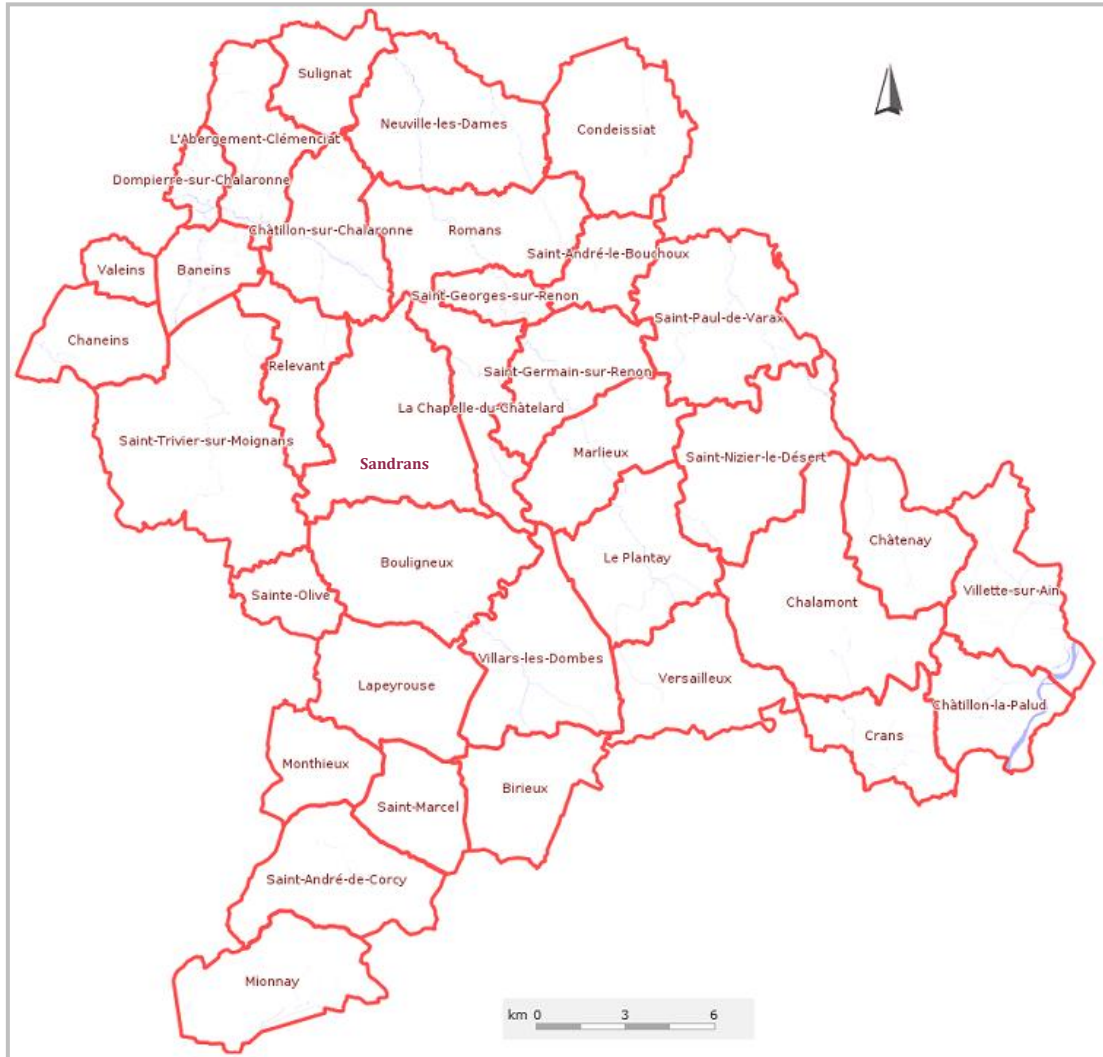 Sulignat
Neuville-les-Dames
Condeissiat
L'Abergement-Clémenciat
Dompierre-sur-Chalaronne
Châtillon-sur-Chalaronne
Romans
Saint-André-le-Bouchoux
Valeins
Baneins
Saint-Georges-sur-Renon
Saint-Paul-de-Varax
Chaneins
Relevant
Saint-Germain-sur-Renon
La Chapelle-du-Châtelard
Saint-Trivier-sur-Moignans
Marlieux
Saint-Nizier-le-Désert
Sandrans
Châtenay
Bouligneux
Le Plantay
Villette-sur-Ain
Sainte-Olive
Chalamont
Villars-les-Dombes
Versailleux
Lapeyrouse
Châtillon-la-Palud
Crans
Monthieux
Birieux
Saint-Marcel
Saint-André-de-Corcy
Mionnay
km 0 3 6